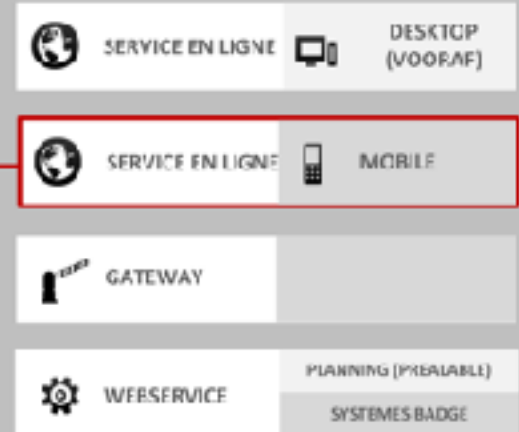 SERVICE EN LIGNE
DESKTOP
(VOORAF)
SERVICE EN LIGNE
MOBILE
GATEWAY
WEBSERVICE
PLANNING (PREALABLE)
SYSTEMES BADGE